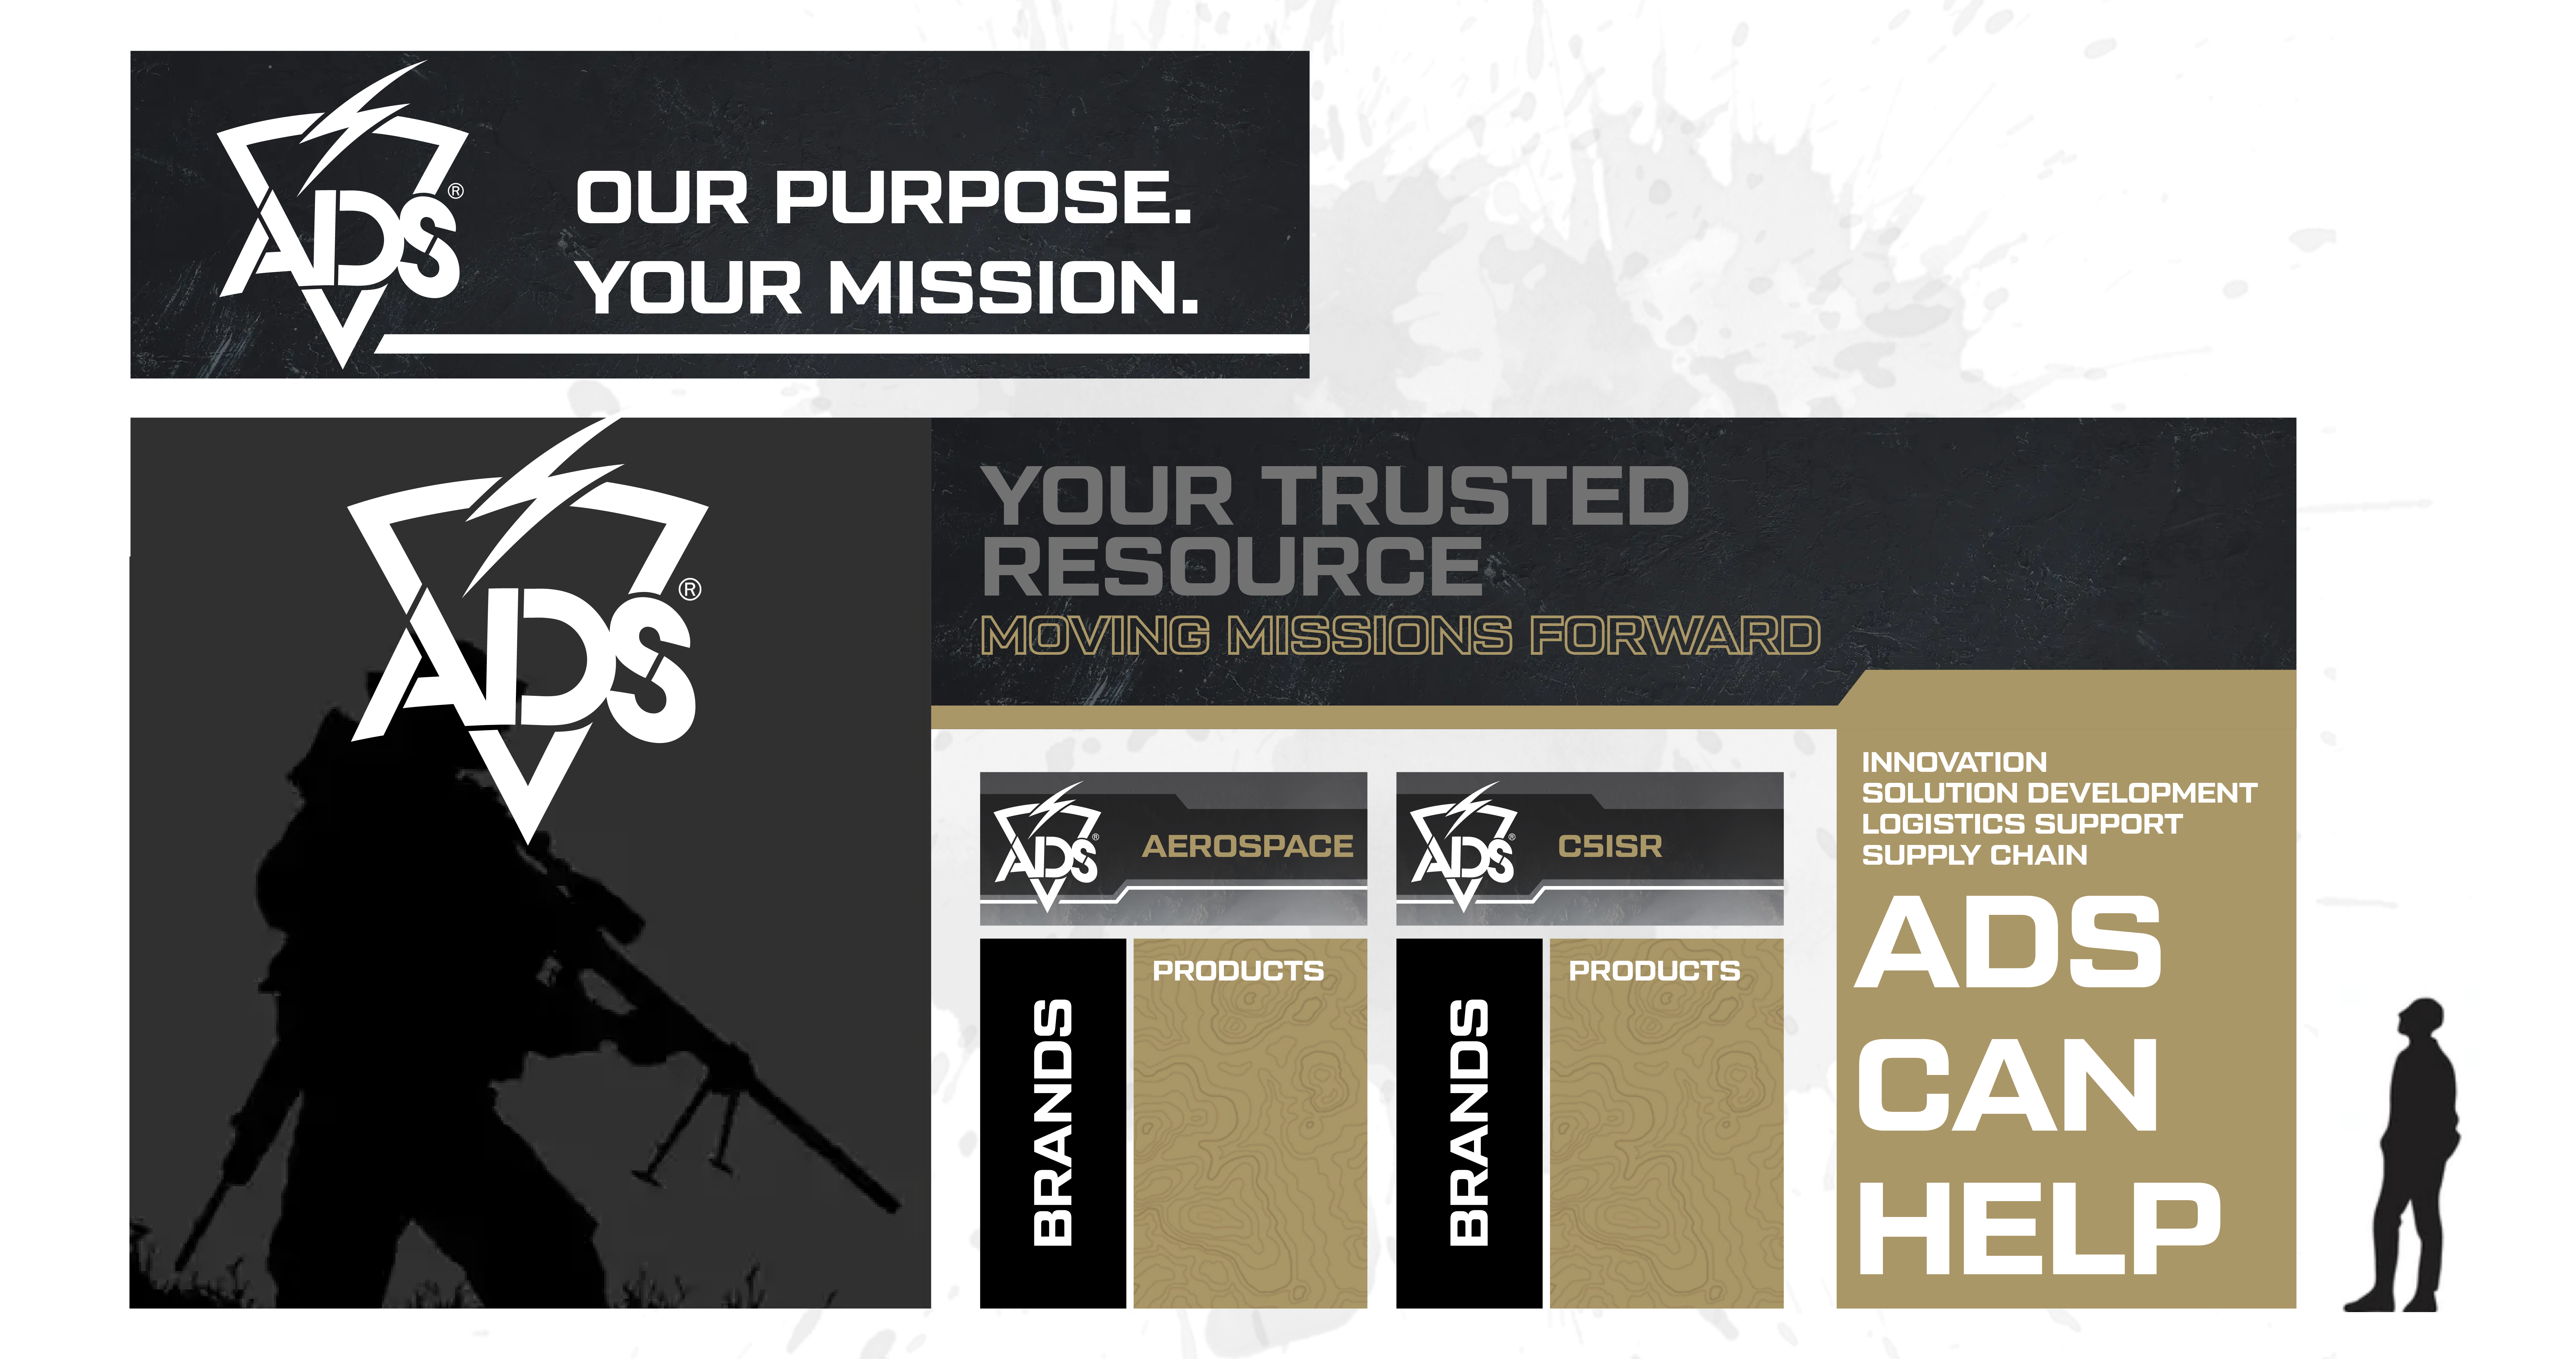 ADS®
OUR PURPOSE.
YOUR MISSION.
ADS®
YOUR TRUSTED
RESOURCE
MOVING MISSIONS FORWARD
ADS®
AEROSPACE
BRANDS
PRODUCTS
ADS®
C5ISR
BRANDS
PRODUCTS
INNOVATION
SOLUTION DEVELOPMENT
LOGISTICS SUPPORT
SUPPLY CHAIN
ADS
CAN
HELP